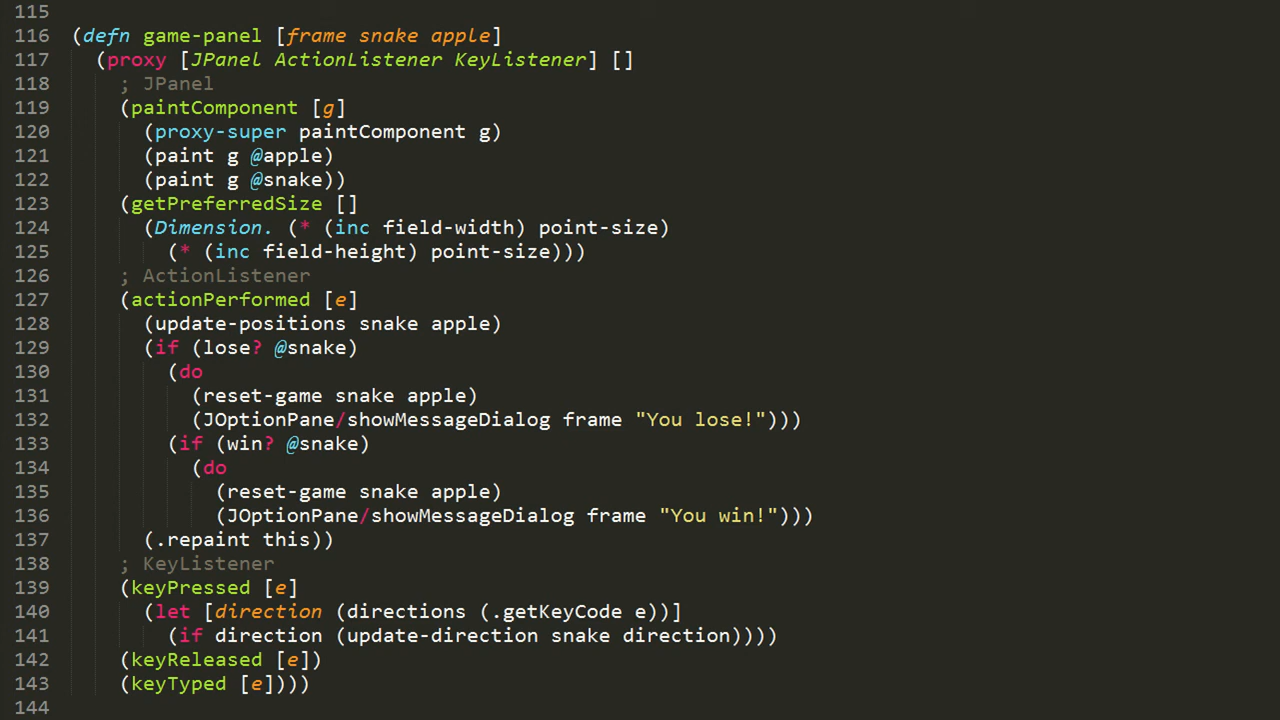 115
116 (defn game-panel [frame snake apple]
117   (proxy [JPanel ActionListener KeyListener] []
118     ; JPanel
119     (paintComponent [g]
120       (proxy-super paintComponent g)
121       (paint g @apple)
122       (paint g @snake))
123     (getPreferredSize []
124       (Dimension. (* (inc field-width) point-size)
125         (* (inc field-height) point-size)))
126     ; ActionListener
127     (actionPerformed [e]
128       (update-positions snake apple)
129       (if (lose? @snake)
130         (do
131           (reset-game snake apple)
132           (JOptionPane/showMessageDialog frame "You lose!")))
133         (if (win? @snake)
134           (do
135             (reset-game snake apple)
136             (JOptionPane/showMessageDialog frame "You win!")))
137       (.repaint this))
138     ; KeyListener
139     (keyPressed [e]
140       (let [direction (directions (.getKeyCode e))]
141         (if direction (update-direction snake direction))))
142     (keyReleased [e])
143     (keyTyped [e])))
144